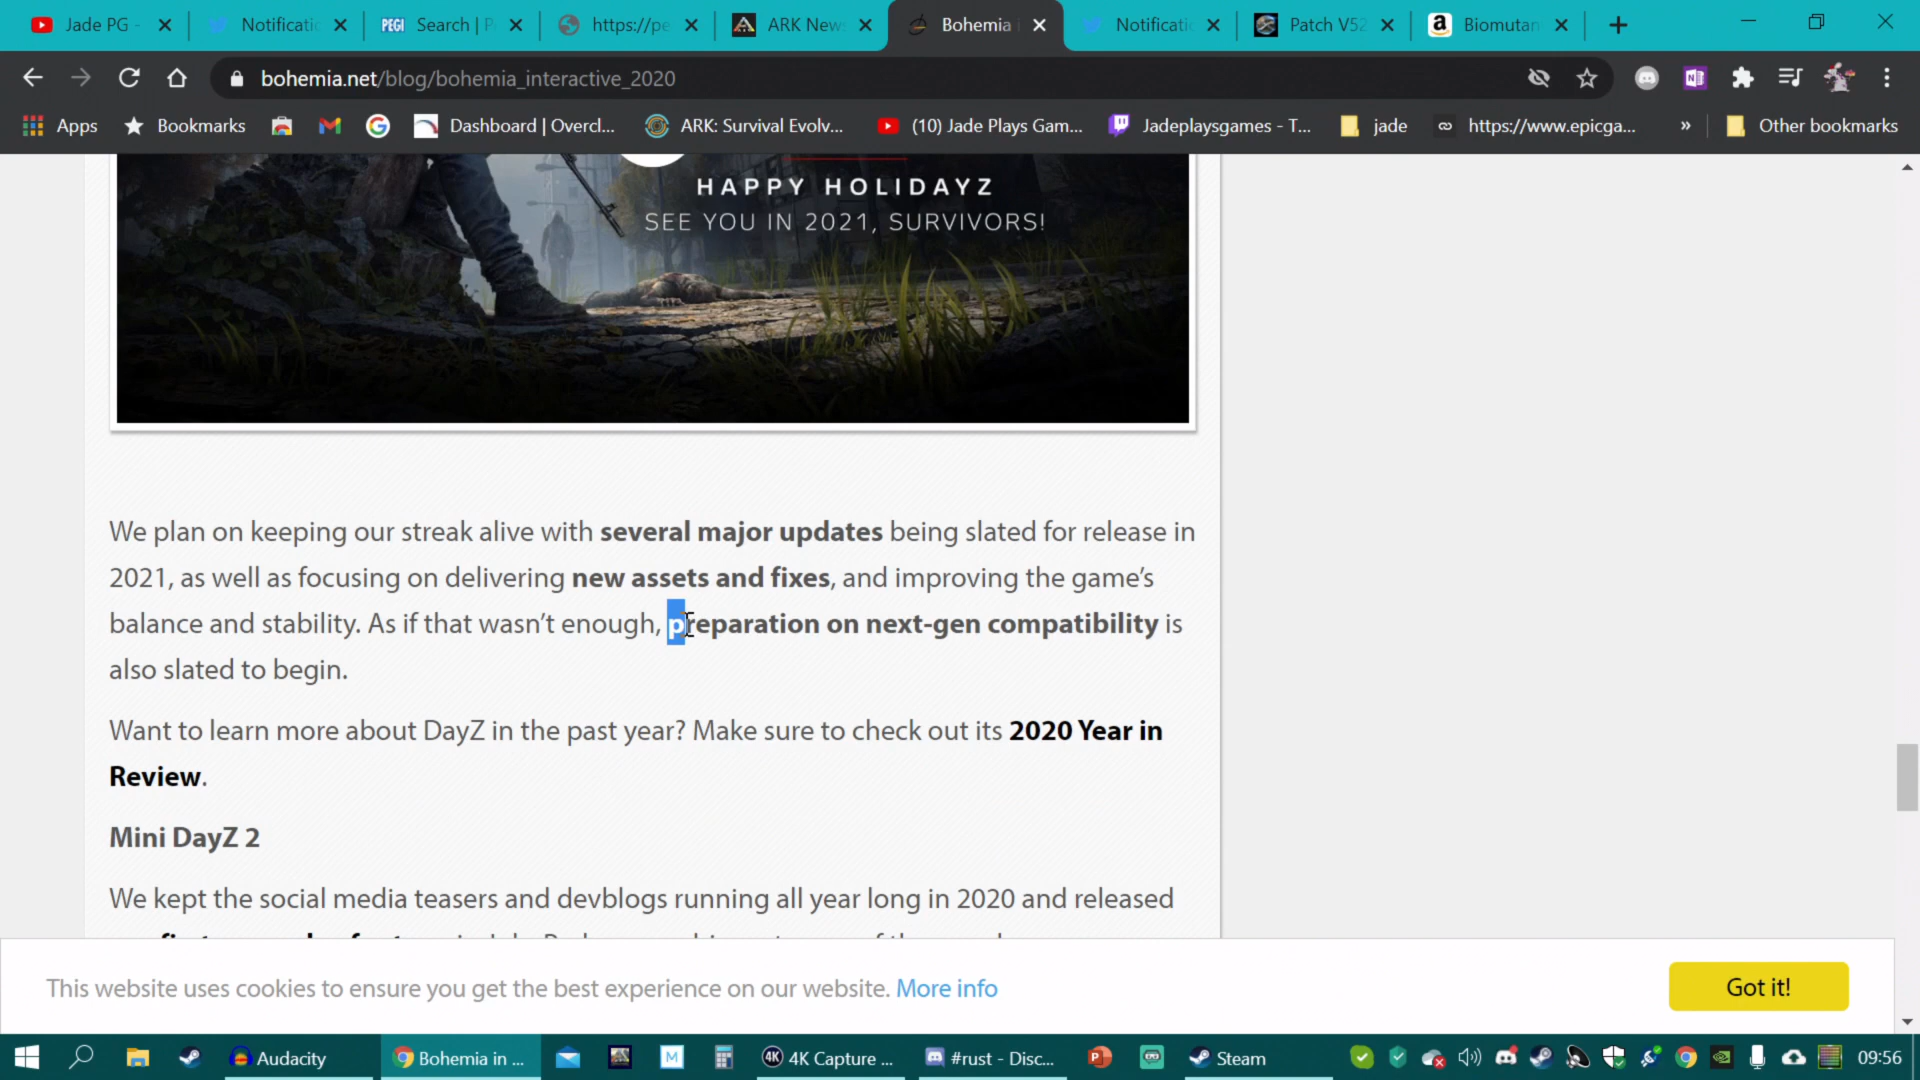 Jade PG -
Notificatio
PEGI Search | P
https://pe
ARK News
Bohemia i
Notificatio
Patch V52
a Biomutan
bohemia.net/blog/bohemia_interactive_2020
Apps
Bookmarks
Dashboard | Overcl...
ARK: Survival Evolv...
(10) Jade Plays Gam...
Jadeplaysgames - T...
jade
https://www.epicga...
»
Other bookmarks
HAPPY HOLIDAYZ
SEE YOU IN 2021, SURVIVORS!
We plan on keeping our streak alive with several major updates being slated for release in
2021, as well as focusing on delivering new assets and fixes, and improving the game’s
balance and stability. As if that wasn’t enough, preparation on next-gen compatibility is
also slated to begin.
Want to learn more about DayZ in the past year? Make sure to check out its 2020 Year in
Review.
Mini DayZ 2
We kept the social media teasers and devblogs running all year long in 2020 and released
This website uses cookies to ensure you get the best experience on our website. More info
Got it!
Audacity
Bohemia in ...
4K Capture ...
#rust - Disc...
Steam
09:56